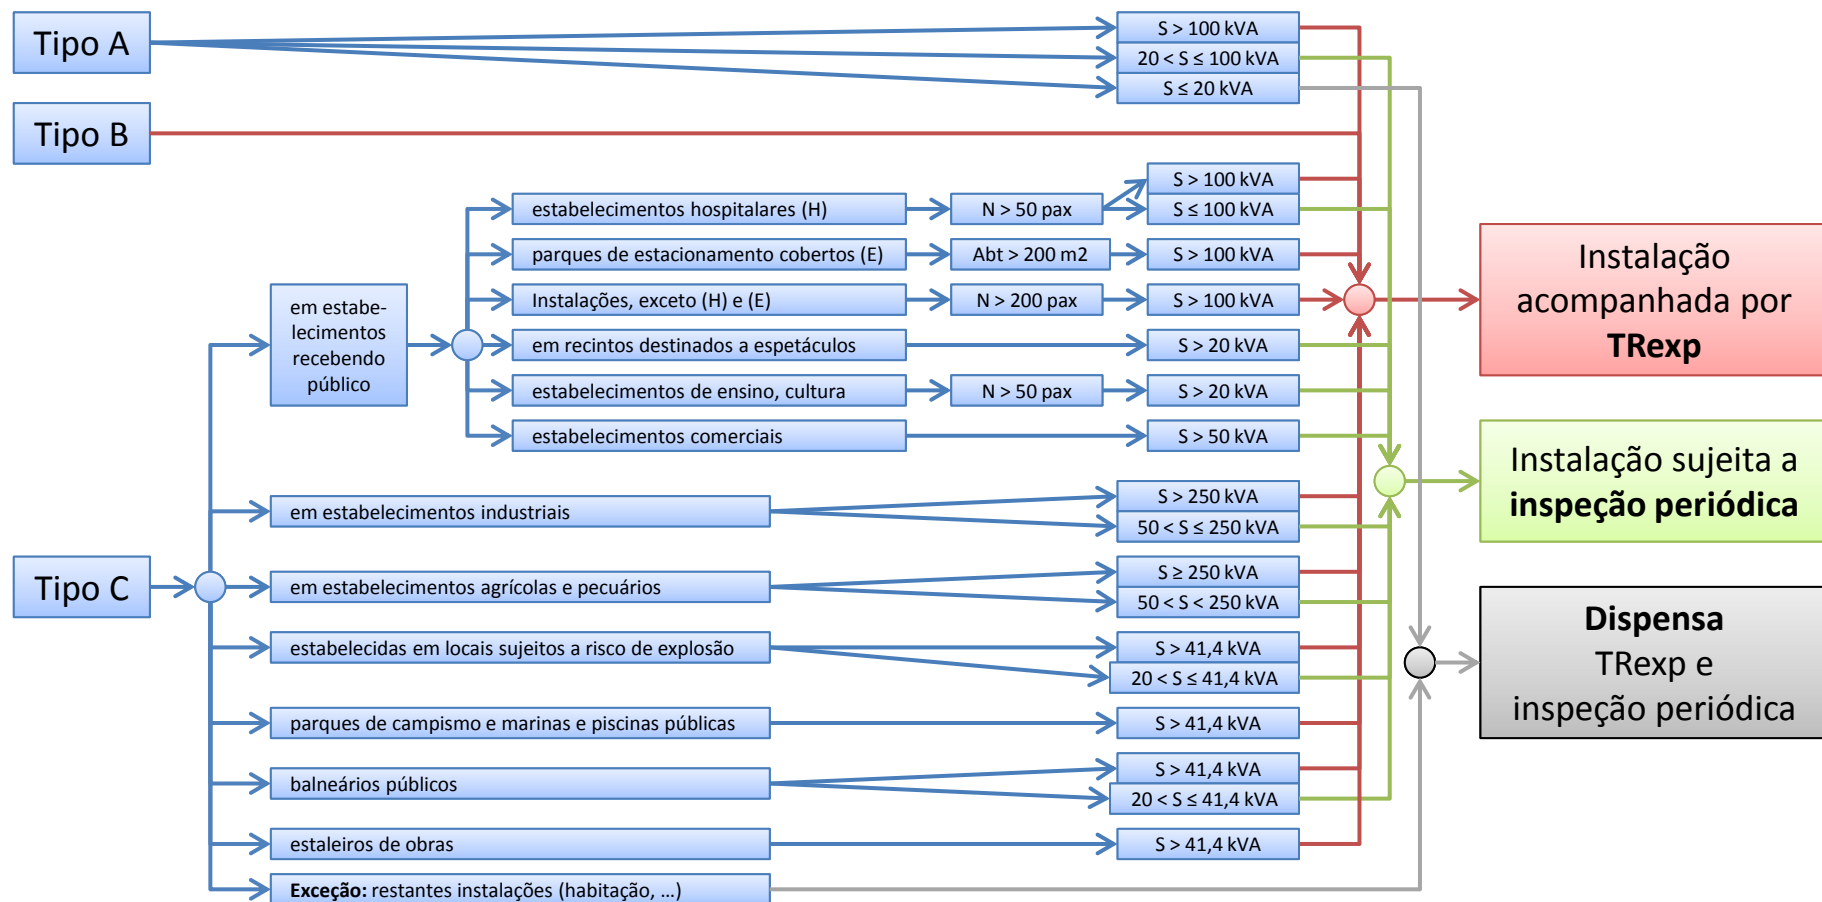 Tipo A
S > 100 kVA
20 < S ≤ 100 kVA
S ≤ 20 kVA
Tipo B
estabelecimentos hospitalares (H)
N > 50 pax
S > 100 kVA
S ≤ 100 kVA
parques de estacionamento cobertos (E)
Abt > 200 m2
S > 100 kVA
Instalações, exceto (H) e (E)
N > 200 pax
S > 100 kVA
em estabe-
lecimentos
recebendo
público
em recintos destinados a espetáculos
S > 20 kVA
estabelecimentos de ensino, cultura
N > 50 pax
S > 20 kVA
estabelecimentos comerciais
S > 50 kVA
Tipo C
em estabelecimentos industriais
S > 250 kVA
50 < S ≤ 250 kVA
em estabelecimentos agrícolas e pecuários
S ≥ 250 kVA
50 < S < 250 kVA
estabelecidas em locais sujeitos a risco de explosão
S > 41,4 kVA
20 < S ≤ 41,4 kVA
parques de campismo e marinas e piscinas públicas
S > 41,4 kVA
balneários públicos
S > 41,4 kVA
20 < S ≤ 41,4 kVA
estaleiros de obras
S > 41,4 kVA
Exceção: restantes instalações (habitação, ...)
Instalação
acompanhada por
TRexp
Instalação sujeita a
inspeção periódica
Dispensa
TRexp e
inspeção periódica